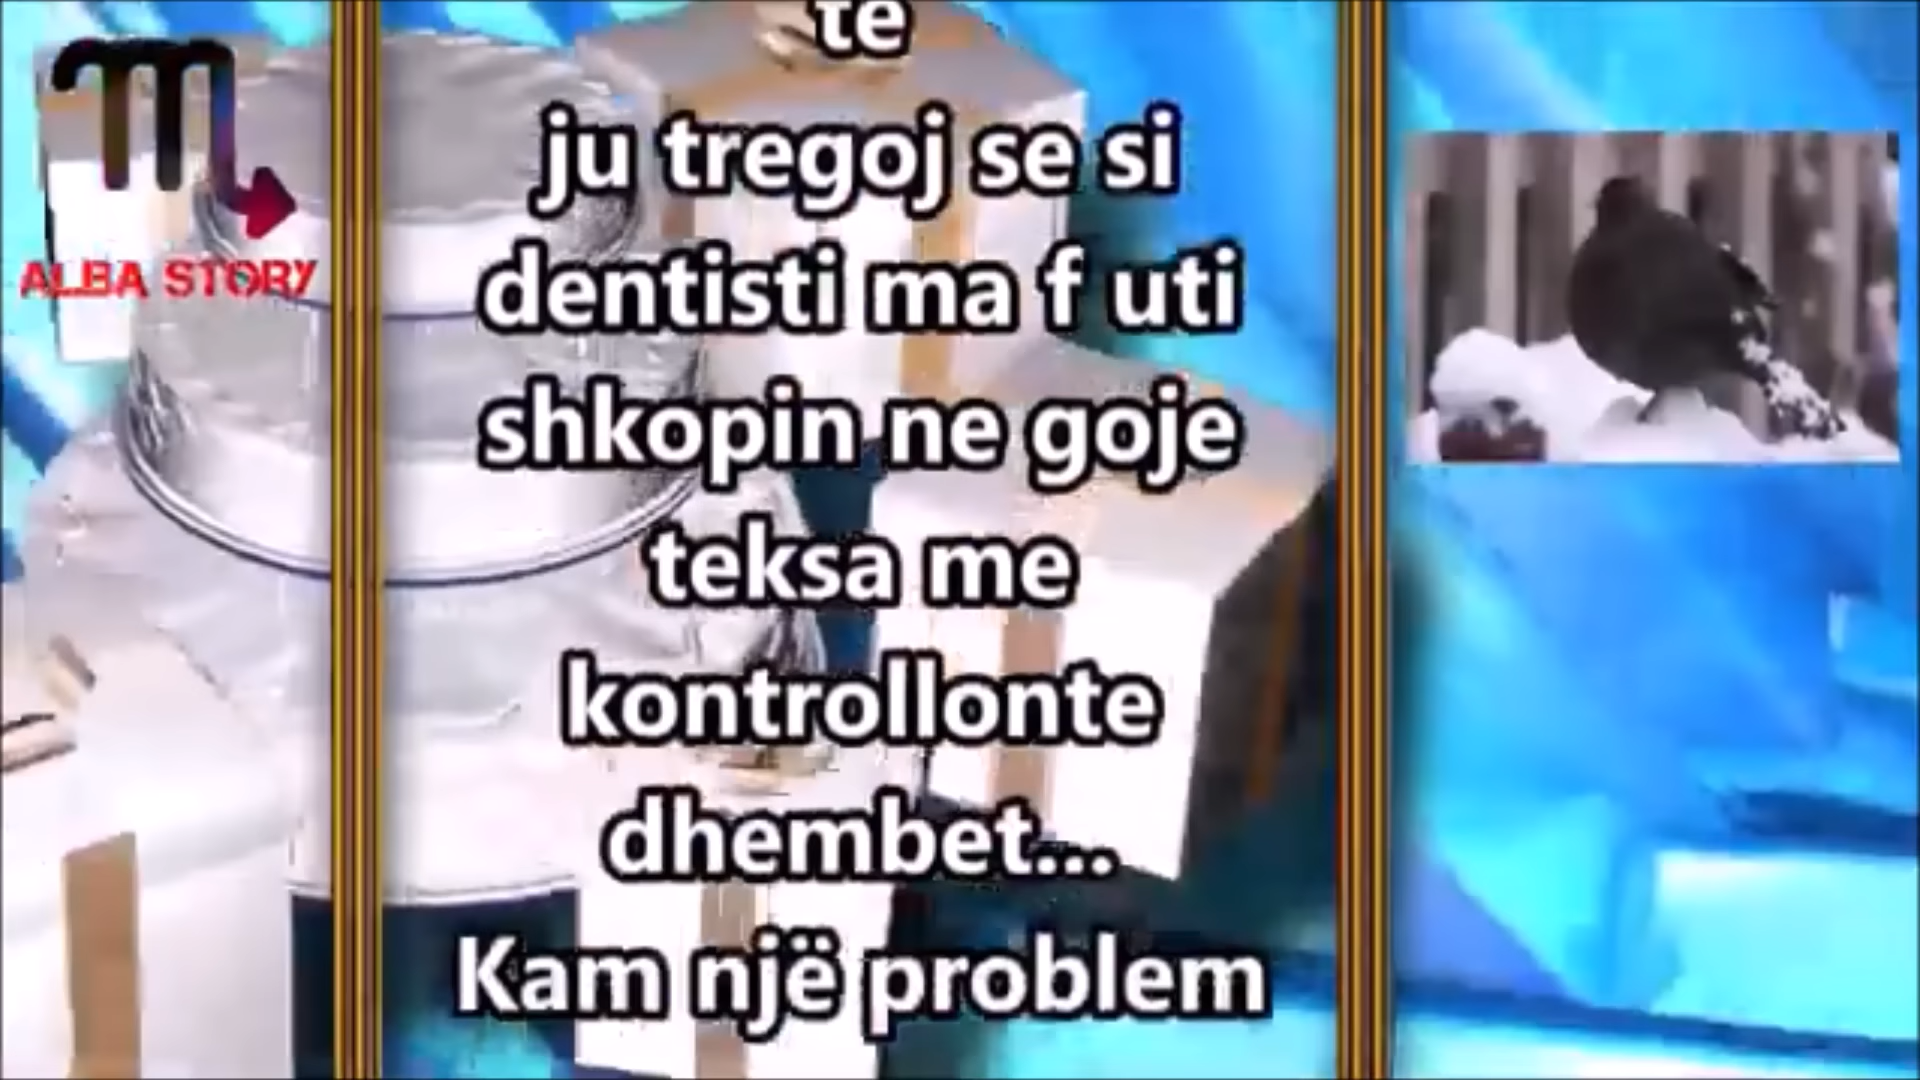 te
ju tregoj se si
dentisti ma f uti
shkopin ne goje
teksa me
kontrollonte
dhembet...
Kam një problem
ALBA STORY